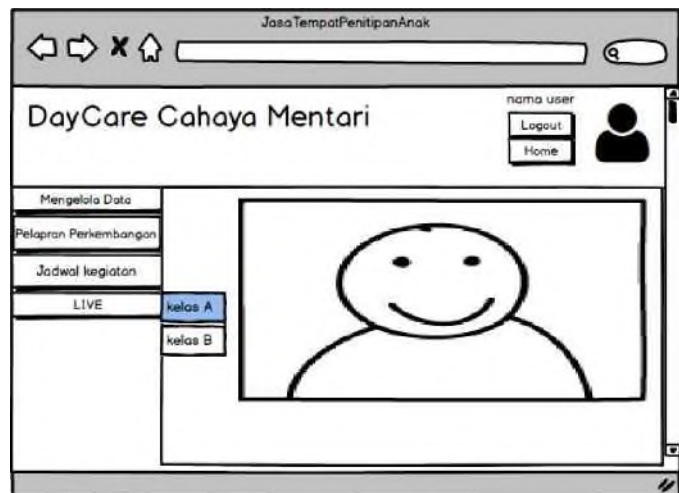 JasaTempatPenitipanAnak
DayCare Cahaya Mentari
nama user
Logout
Home
Mengelola Data
Pelapran Perkembangan
Jadwal kegiatan
LIVE
kelas A
kelas B